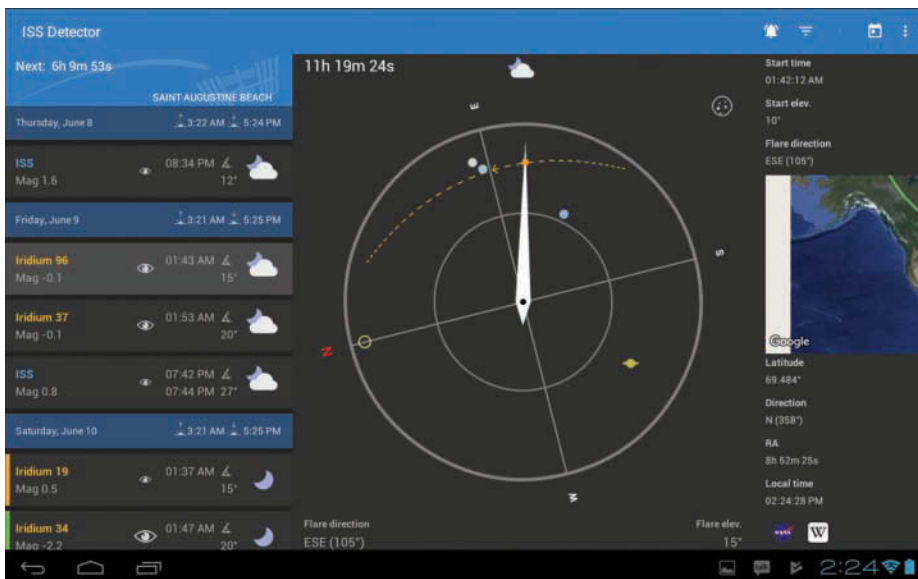 ISS Detector
Next: 6h 9m 53s
SAINT AUGUSTINE BEACH
Thursday, June 8 3:22 AM 5:24 PM
ISS 08:34 PM
Mag 1.6 12°
Friday, June 9 3:21 AM 5:25 PM
Iridium 96 01:43 AM
Mag -0.1 15°
Iridium 37 01:53 AM
Mag -0.1 20°
ISS 07:42 PM
Mag 0.8 07:44 PM 27°
Saturday, June 10 3:21 AM 5:25 PM
Iridium 19 01:37 AM
Mag 0.5 15°
Iridium 34 01:47 AM
Mag -2.2 20°
11h 19m 24s
E
S
N
W
Flare direction
ESE (105°)
Flare elev.
15°
Start time
01:42:12 AM
Start elev.
10°
Flare direction
ESE (105°)
Google
Latitude
69.484°
Direction
N (358°)
RA
8h 52m 25s
Local time
02:24:28 PM
W
2:24